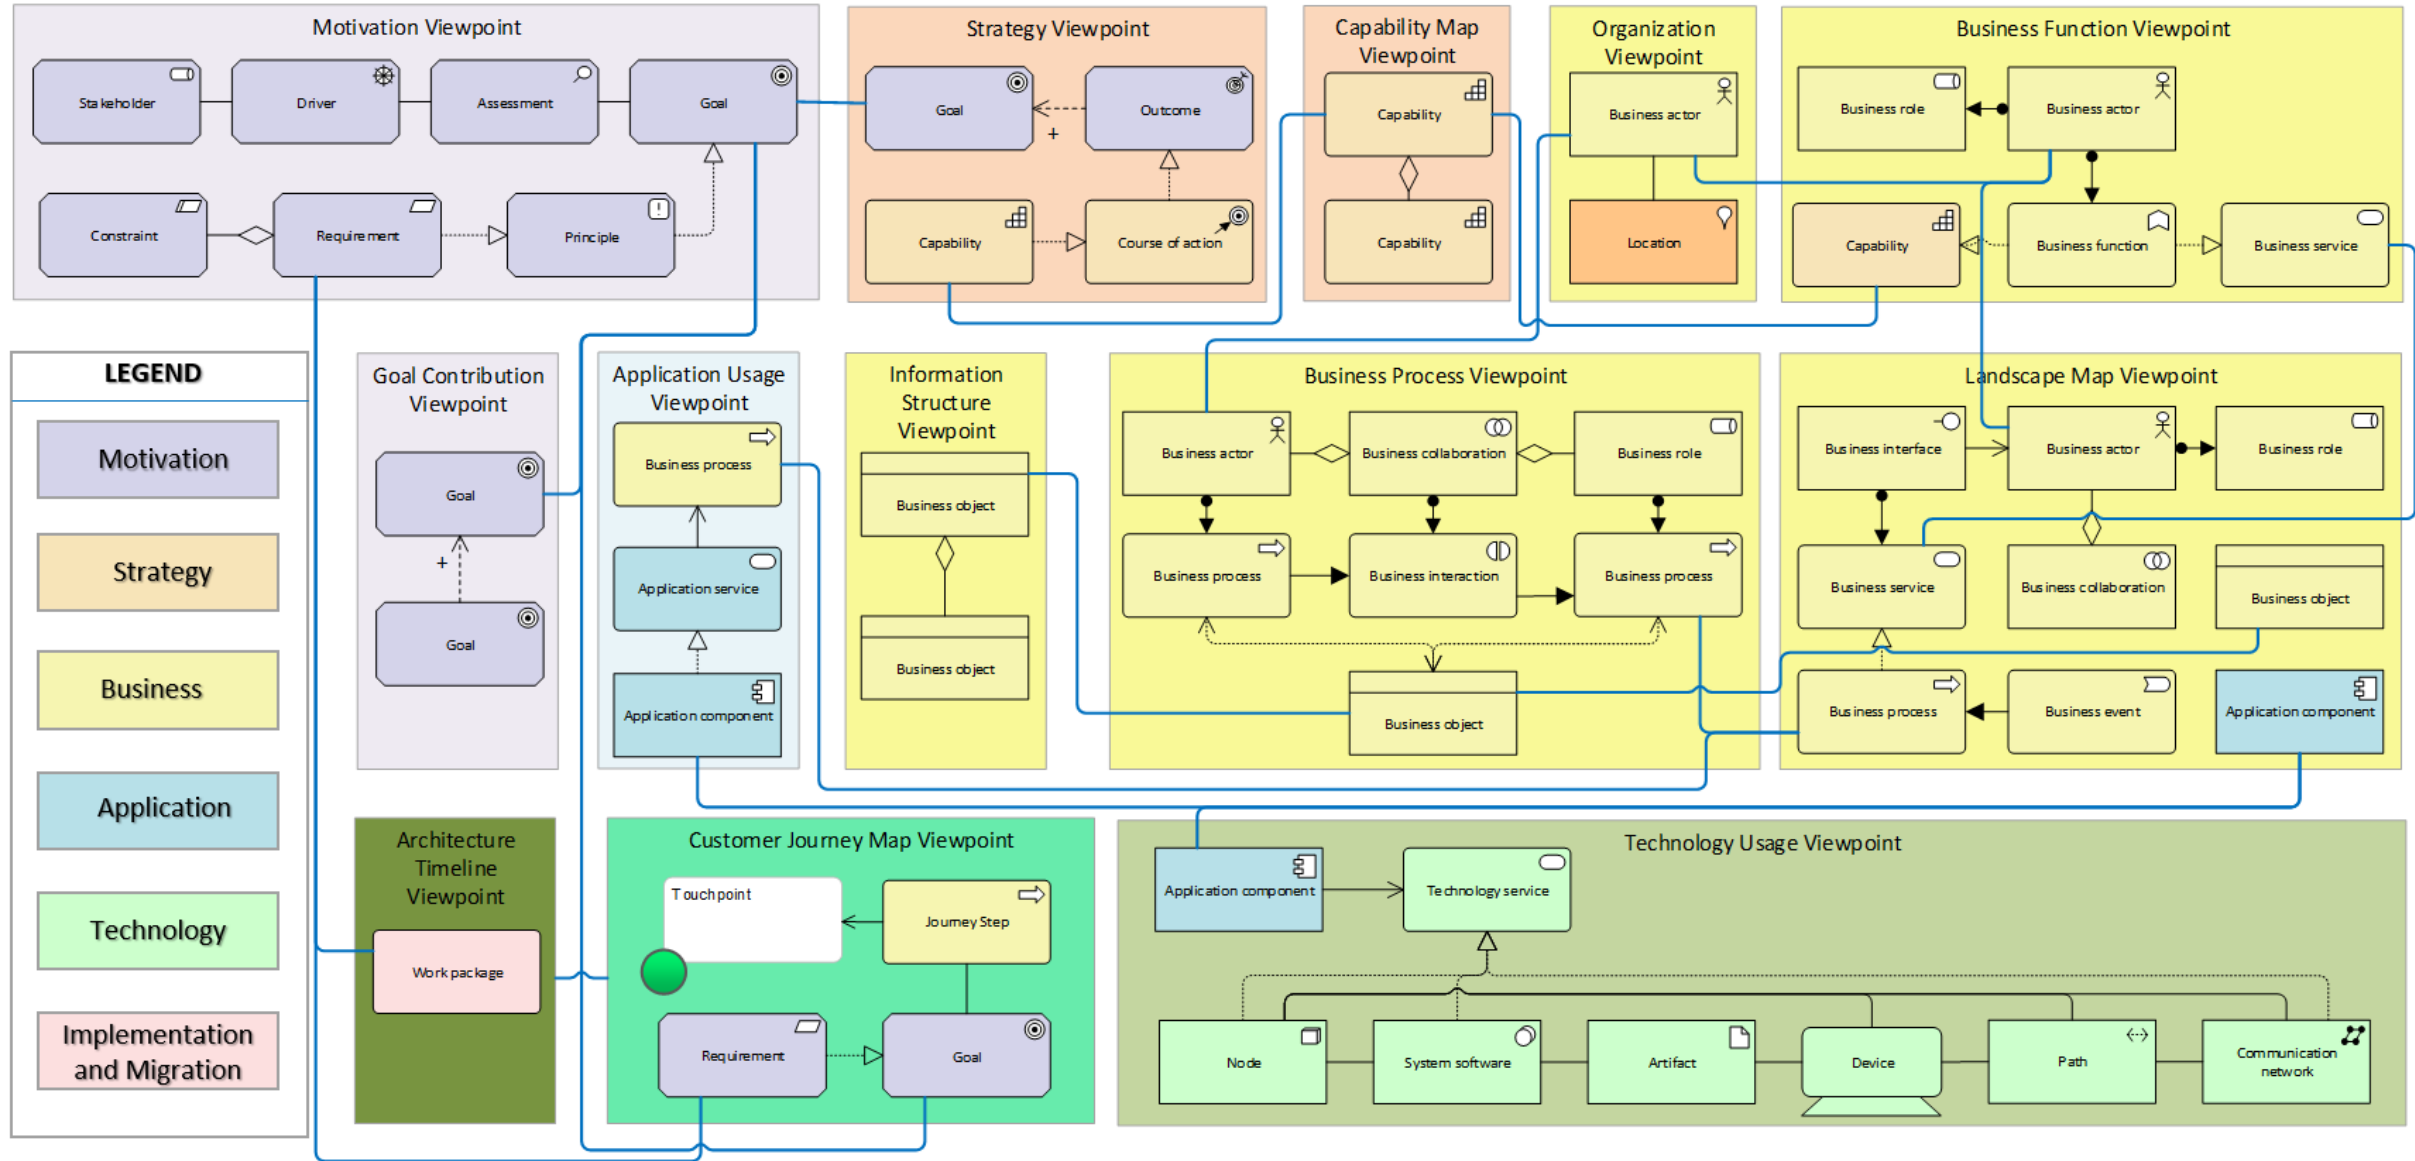 Motivation Viewpoint
Stakeholder
Driver
Assessment
Goal
Constraint
Requirement
Principle
Strategy Viewpoint
Goal
Outcome
+
Capability
Course of action
Capability Map
Viewpoint
Capability
Capability
Organization
Viewpoint
Business actor
Location
Business Function Viewpoint
Business role
Business actor
Capability
Business function
Business service
LEGEND
Motivation
Strategy
Business
Application
Technology
Implementation
and Migration
Goal Contribution
Viewpoint
Goal
+
Goal
Application Usage
Viewpoint
Business process
Application service
Application component
Information
Structure
Viewpoint
Business object
Business object
Business Process Viewpoint
Business actor
Business collaboration
Business role
Business process
Business interaction
Business process
Business object
Landscape Map Viewpoint
Business interface
Business actor
Business role
Business service
Business collaboration
Business object
Business process
Business event
Application component
Architecture
Timeline
Viewpoint
Work package
Customer Journey Map Viewpoint
Touchpoint
Journey Step
Requirement
Goal
Technology Usage Viewpoint
Application component
Technology service
Node
System software
Artifact
Device
Path
Communication
network